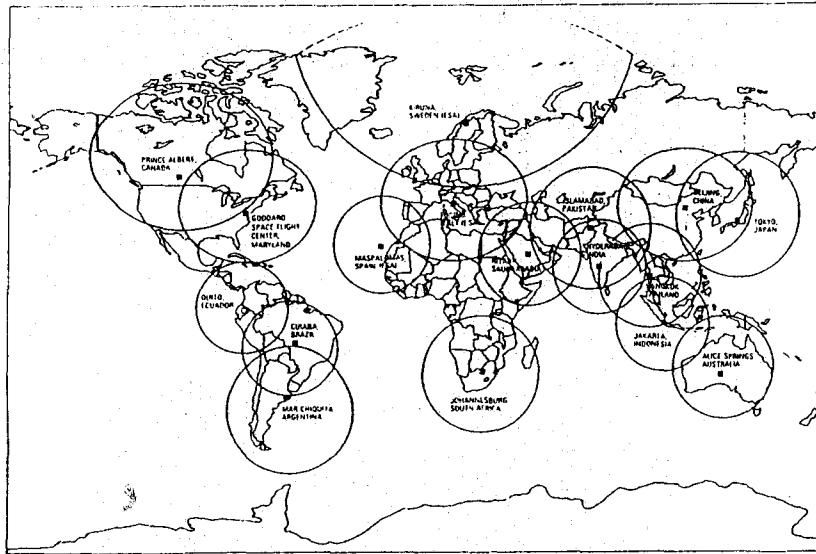 KIRUNA,
SWEDEN (ESA)
PRINCE ALBERT,
CANADA
GODDARD
SPACE FLIGHT
CENTER,
MARYLAND
MASPALOMAS,
SPAIN (ESA)
SAUDI ARABIA
ISLAMABAD,
PAKISTAN
HYDERABAD,
INDIA
BEIJING,
CHINA
TOKYO,
JAPAN
BANGKOK,
THAILAND
JAKARTA,
INDONESIA
ALICE SPRINGS,
AUSTRALIA
QUITO,
ECUADOR
CUIABA,
BRAZIL
MAR CHIQUITA
ARGENTINA
JOHANNESBURG
SOUTH AFRICA